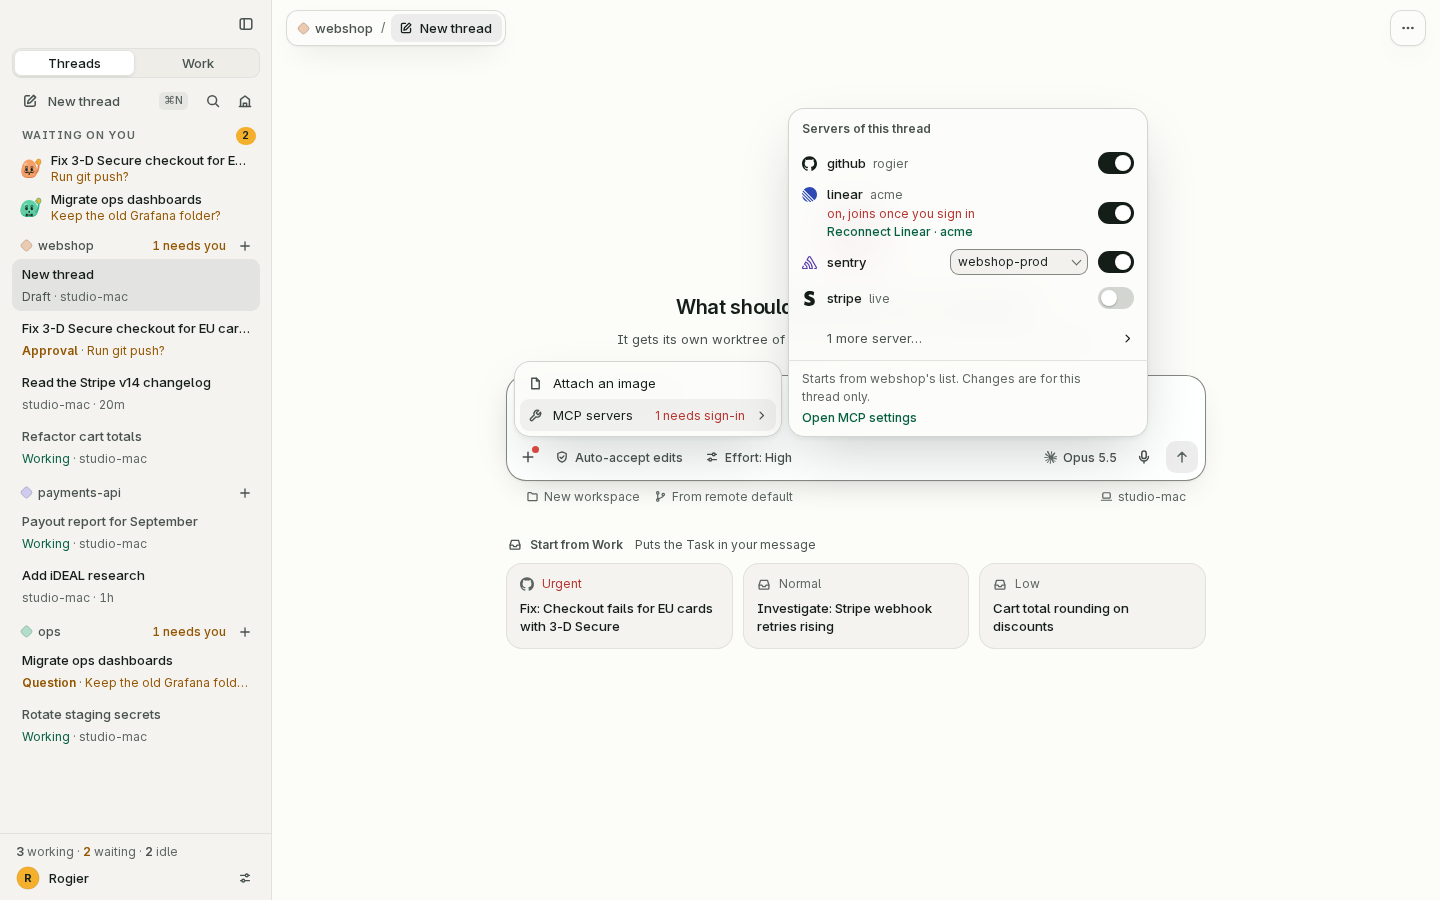 webshop / New thread
Threads
Work
New thread ⌘N
WAITING ON YOU 2
Fix 3-D Secure checkout for E…
Run git push?
Migrate ops dashboards
Keep the old Grafana folder?
webshop 1 needs you
New thread
Draft · studio-mac
Fix 3-D Secure checkout for EU car…
Approval · Run git push?
Read the Stripe v14 changelog
studio-mac · 20m
Refactor cart totals
Working · studio-mac
payments-api
Payout report for September
Working · studio-mac
Add iDEAL research
studio-mac · 1h
ops 1 needs you
Migrate ops dashboards
Question · Keep the old Grafana fold…
Rotate staging secrets
Working · studio-mac
3 working · 2 waiting · 2 idle
R Rogier
Servers of this thread
github rogier
linear acme
on, joins once you sign in
Reconnect Linear · acme
sentry webshop-prod
stripe live
1 more server…
Starts from webshop's list. Changes are for this
thread only.
Open MCP settings
What should
It gets its own worktree of
Attach an image
MCP servers 1 needs sign-in
Auto-accept edits Effort: High Opus 5.5
New workspace From remote default studio-mac
Start from Work Puts the Task in your message
Urgent
Fix: Checkout fails for EU cards
with 3-D Secure
Normal
Investigate: Stripe webhook
retries rising
Low
Cart total rounding on
discounts